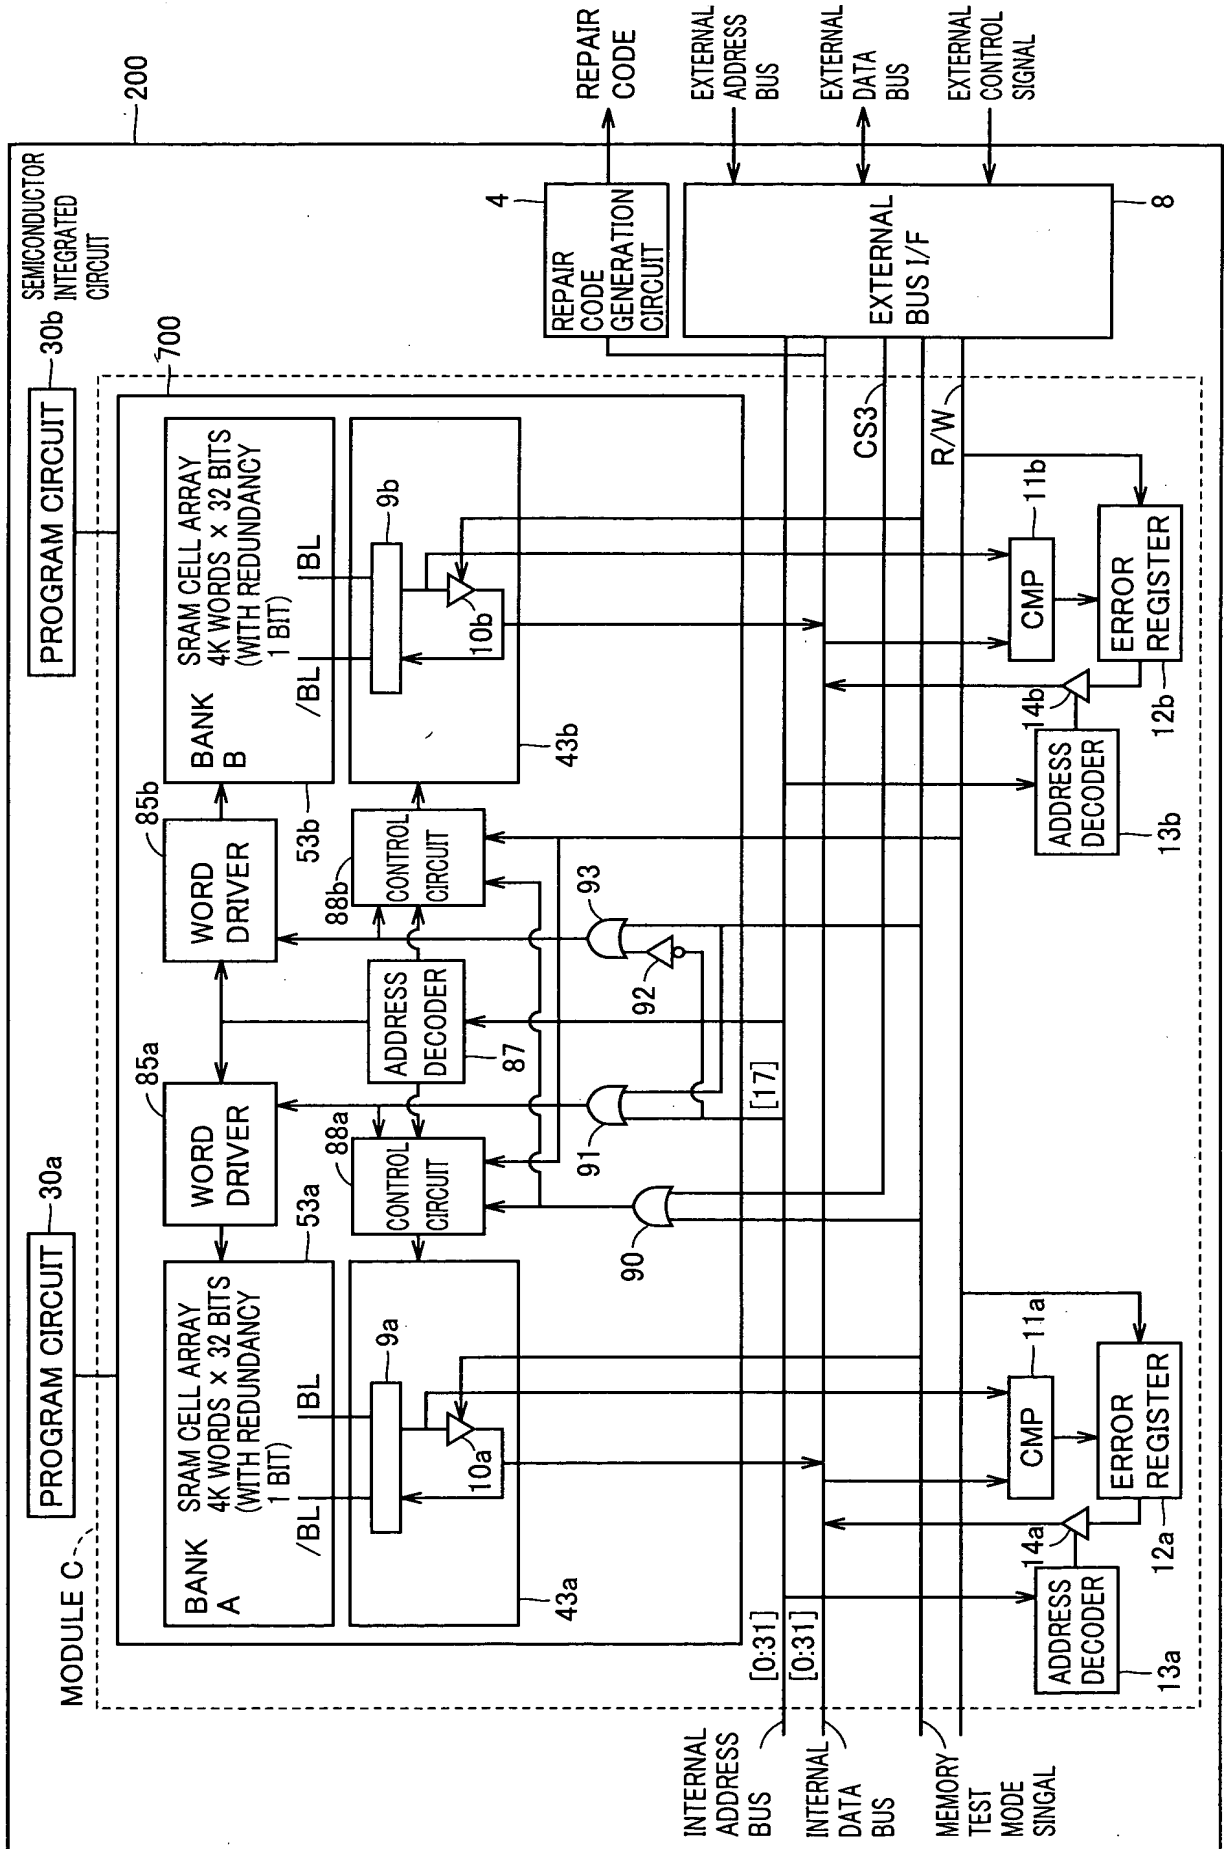 SEMICONDUCTOR
INTEGRATED
CIRCUIT
200
MODULE C
PROGRAM CIRCUIT
30a
PROGRAM CIRCUIT
30b
700
BANK
A
SRAM CELL ARRAY
4K WORDS × 32 BITS
(WITH REDUNDANCY
1 BIT)
/BL
BL
53a
85a
WORD
DRIVER
85b
WORD
DRIVER
BANK
B
SRAM CELL ARRAY
4K WORDS × 32 BITS
(WITH REDUNDANCY
1 BIT)
/BL
BL
53b
9a
10a
43a
88a
CONTROL
CIRCUIT
ADDRESS
DECODER
87
88b
CONTROL
CIRCUIT
9b
10b
43b
90
91
92
93
[17]
4
REPAIR
CODE
GENERATION
CIRCUIT
REPAIR
CODE
EXTERNAL
ADDRESS
BUS
EXTERNAL
DATA
BUS
EXTERNAL
CONTROL
SIGNAL
EXTERNAL
BUS I/F
8
[0:31]
[0:31]
CS3
R/W
INTERNAL
ADDRESS
BUS
INTERNAL
DATA
BUS
MEMORY
TEST
MODE
SINGAL
ADDRESS
DECODER
13a
14a
CMP
11a
ERROR
REGISTER
12a
ADDRESS
DECODER
13b
14b
CMP
11b
ERROR
REGISTER
12b